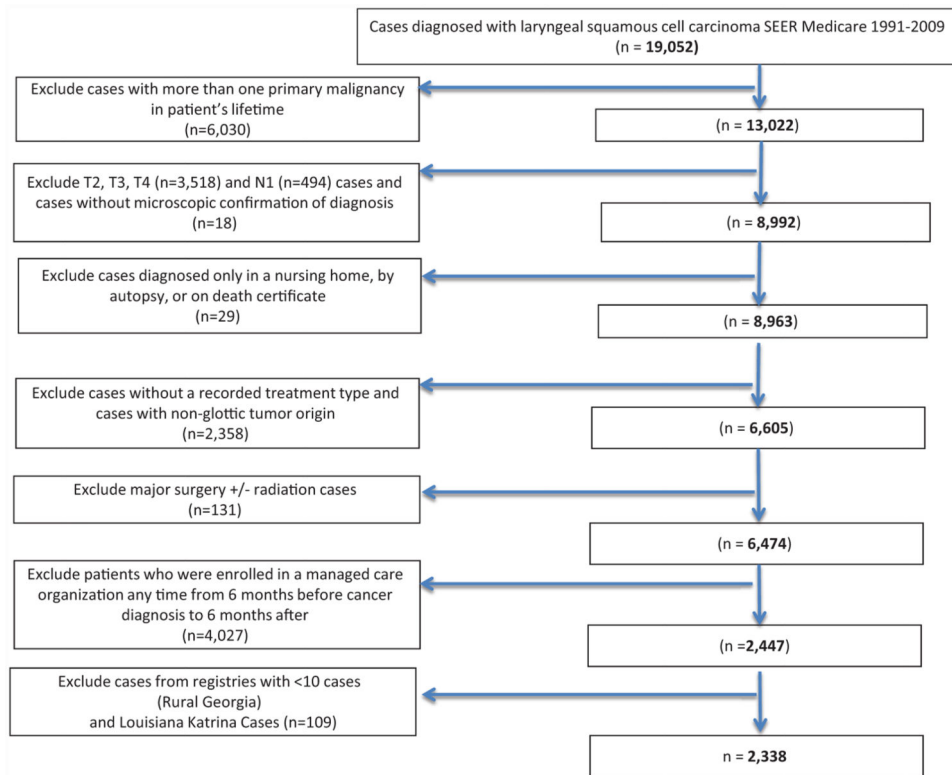 Cases diagnosed with laryngeal squamous cell carcinoma SEER Medicare 1991-2009
(n = 19,052)
Exclude cases with more than one primary malignancy
in patient's lifetime
(n=6,030)
(n = 13,022)
Exclude T2, T3, T4 (n=3,518) and N1 (n=494) cases and
cases without microscopic confirmation of diagnosis
(n=18)
(n = 8,992)
Exclude cases diagnosed only in a nursing home, by
autopsy, or on death certificate
(n=29)
(n = 8,963)
Exclude cases without a recorded treatment type and
cases with non-glottic tumor origin
(n=2,358)
(n = 6,605)
Exclude major surgery +/- radiation cases
(n=131)
(n = 6,474)
Exclude patients who were enrolled in a managed care
organization any time from 6 months before cancer
diagnosis to 6 months after
(n=4,027)
(n =2,447)
Exclude cases from registries with <10 cases
(Rural Georgia)
and Louisiana Katrina Cases (n=109)
n = 2,338